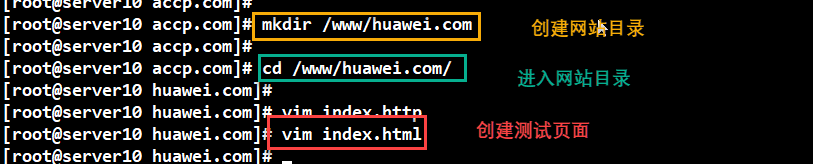 [root@server10 accp.com]#
[root@server10 accp.com]# mkdir /www/huawei.com 创建网站目录
[root@server10 accp.com]#
[root@server10 accp.com]# cd /www/huawei.com/ 进入网站目录
[root@server10 huawei.com]#
[root@server10 huawei.com]# vim index.http
[root@server10 huawei.com]# vim index.html 创建测试页面
[root@server10 huawei.com]#